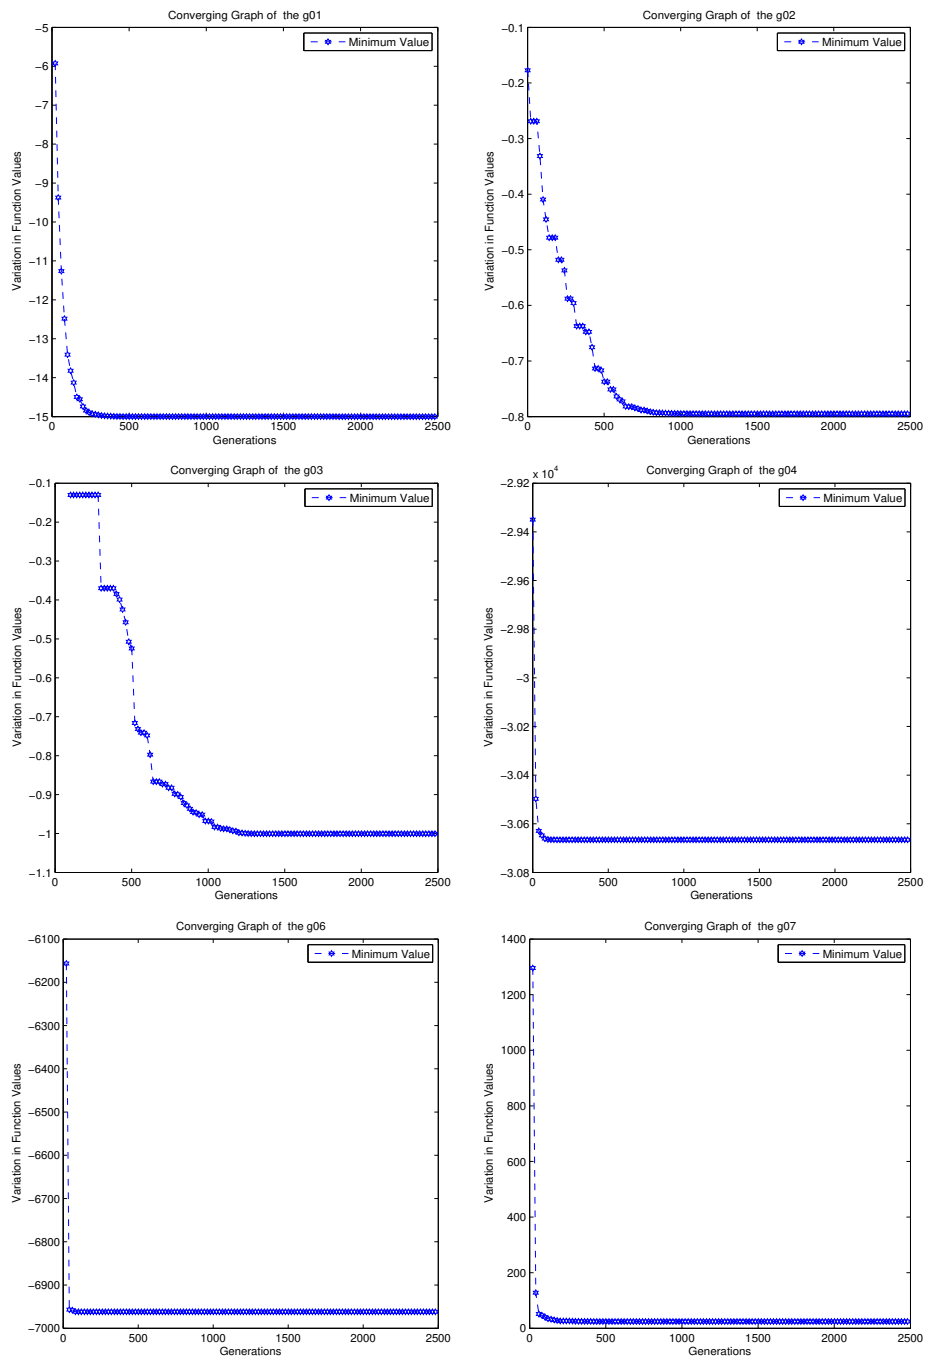 Converging Graph of the g01
Minimum Value
Variation in Function Values
−5
−6
−7
−8
−9
−10
−11
−12
−13
−14
−15
0 500 1000 1500 2000 2500
Generations
Converging Graph of the g02
Minimum Value
Variation in Function Values
−0.1
−0.2
−0.3
−0.4
−0.5
−0.6
−0.7
−0.8
0 500 1000 1500 2000 2500
Generations
Converging Graph of the g03
Minimum Value
Variation in Function Values
−0.1
−0.2
−0.3
−0.4
−0.5
−0.6
−0.7
−0.8
−0.9
−1
−1.1
0 500 1000 1500 2000 2500
Generations
Converging Graph of the g04
x 10⁴
Minimum Value
Variation in Function Values
−2.92
−2.94
−2.96
−2.98
−3
−3.02
−3.04
−3.06
−3.08
0 500 1000 1500 2000 2500
Generations
Converging Graph of the g06
Minimum Value
Variation in Function Values
−6100
−6200
−6300
−6400
−6500
−6600
−6700
−6800
−6900
−7000
0 500 1000 1500 2000 2500
Generations
Converging Graph of the g07
Minimum Value
Variation in Function Values
1400
1200
1000
800
600
400
200
0
0 500 1000 1500 2000 2500
Generations